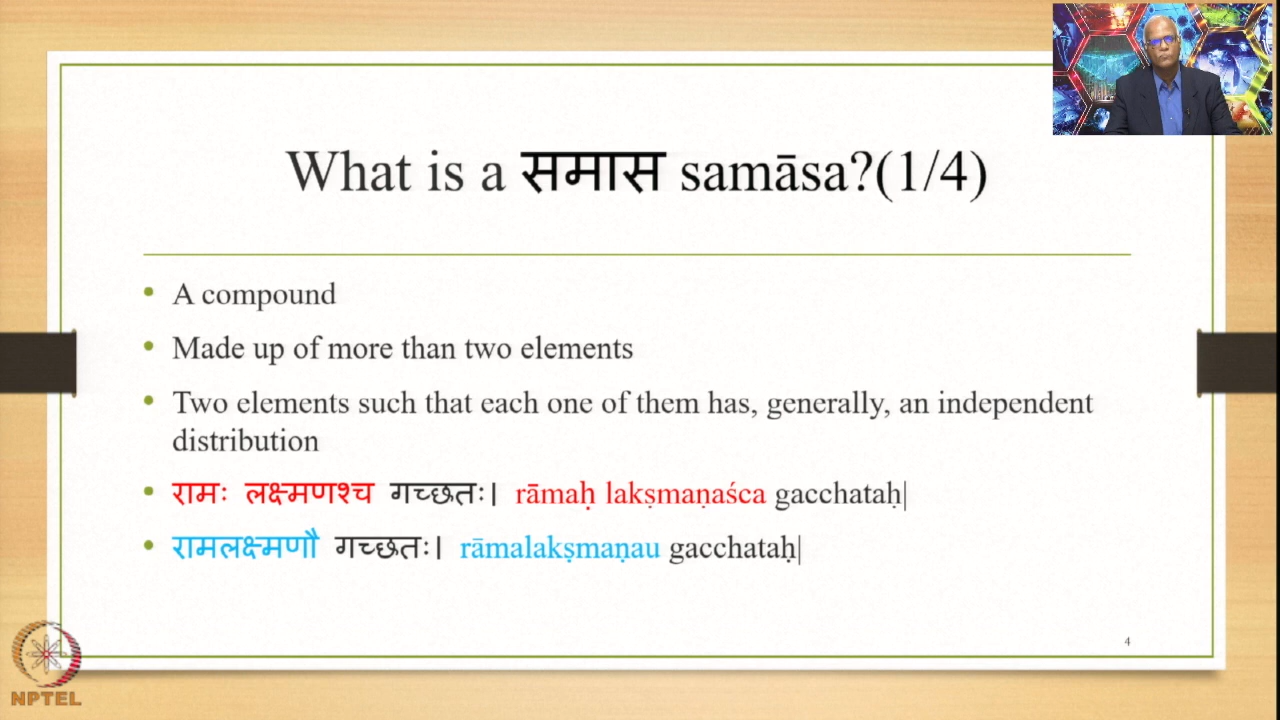 What is a समास samāsa?(1/4)
• A compound
• Made up of more than two elements
• Two elements such that each one of them has, generally, an independent
distribution
• रामः लक्ष्मणश्च गच्छतः। rāmaḥ lakṣmaṇaśca gacchataḥ|
• रामलक्ष्मणौ गच्छतः। rāmalakṣmaṇau gacchataḥ|
4
NPTEL